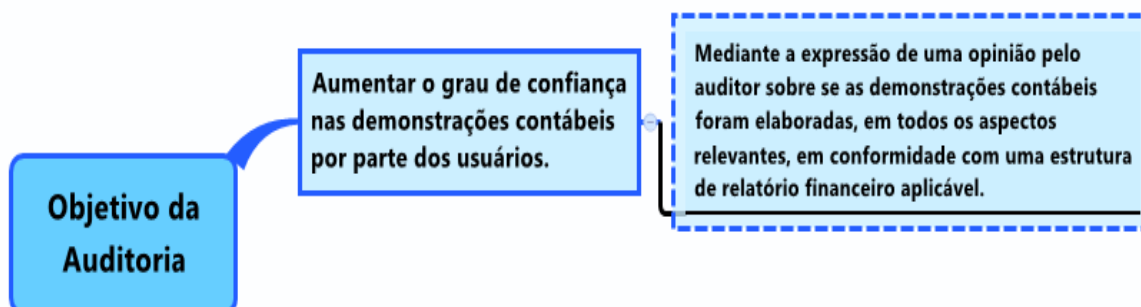 Objetivo da
Auditoria
Aumentar o grau de confiança
nas demonstrações contábeis
por parte dos usuários.
Mediante a expressão de uma opinião pelo
auditor sobre se as demonstrações contábeis
foram elaboradas, em todos os aspectos
relevantes, em conformidade com uma estrutura
de relatório financeiro aplicável.